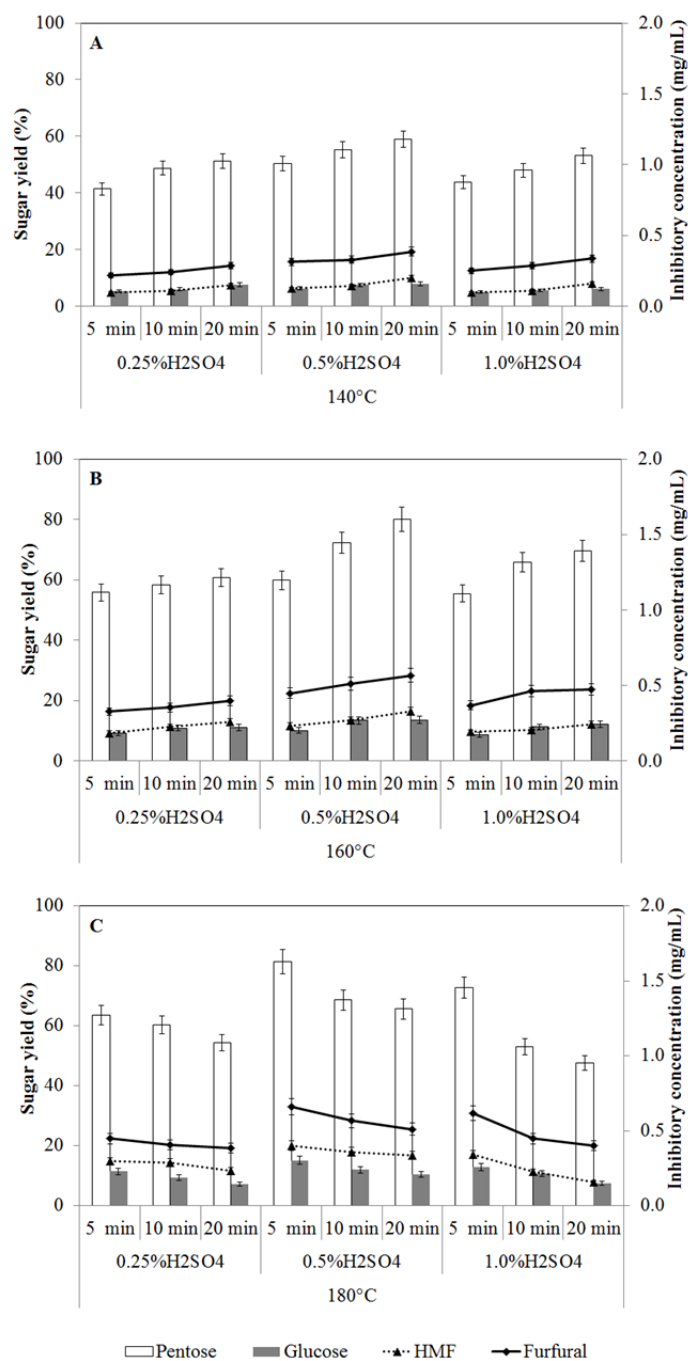 A
Sugar yield (%)
Inhibitory concentration (mg/mL)
100
80
60
40
20
0
2.0
1.5
1.0
0.5
0.0
5 min 10 min 20 min 5 min 10 min 20 min 5 min 10 min 20 min
0.25%H2SO4 0.5%H2SO4 1.0%H2SO4
140°C
B
Sugar yield (%)
Inhibitory concentration (mg/mL)
100
80
60
40
20
0
2.0
1.5
1.0
0.5
0.0
5 min 10 min 20 min 5 min 10 min 20 min 5 min 10 min 20 min
0.25%H2SO4 0.5%H2SO4 1.0%H2SO4
160°C
C
Sugar yield (%)
Inhibitory concentration (mg/mL)
100
80
60
40
20
0
2.0
1.5
1.0
0.5
0.0
5 min 10 min 20 min 5 min 10 min 20 min 5 min 10 min 20 min
0.25%H2SO4 0.5%H2SO4 1.0%H2SO4
180°C
Pentose Glucose HMF Furfural